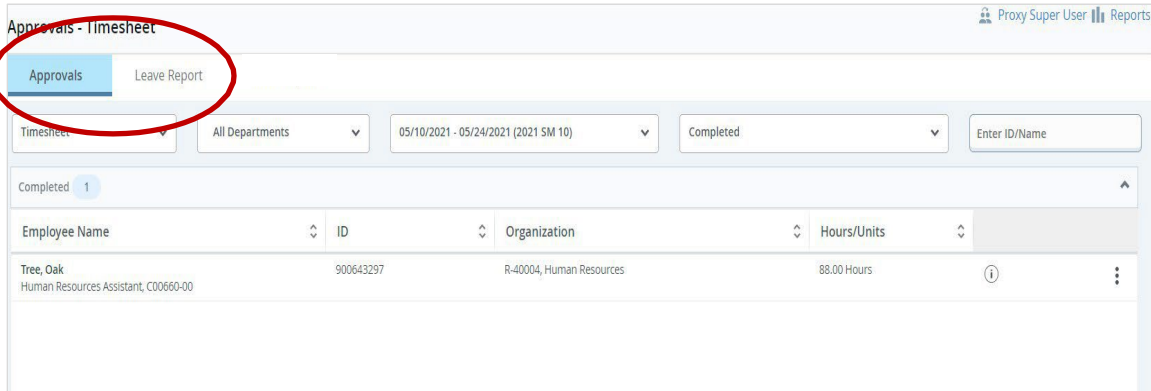 Proxy Super User Reports
Approvals - Timesheet
Approvals Leave Report
Timesheet All Departments 05/10/2021 - 05/24/2021 (2021 SM 10) Completed Enter ID/Name
Completed 1
Employee Name ID Organization Hours/Units
Tree, Oak 900643297 R-40004, Human Resources 88.00 Hours
Human Resources Assistant, C00660-00